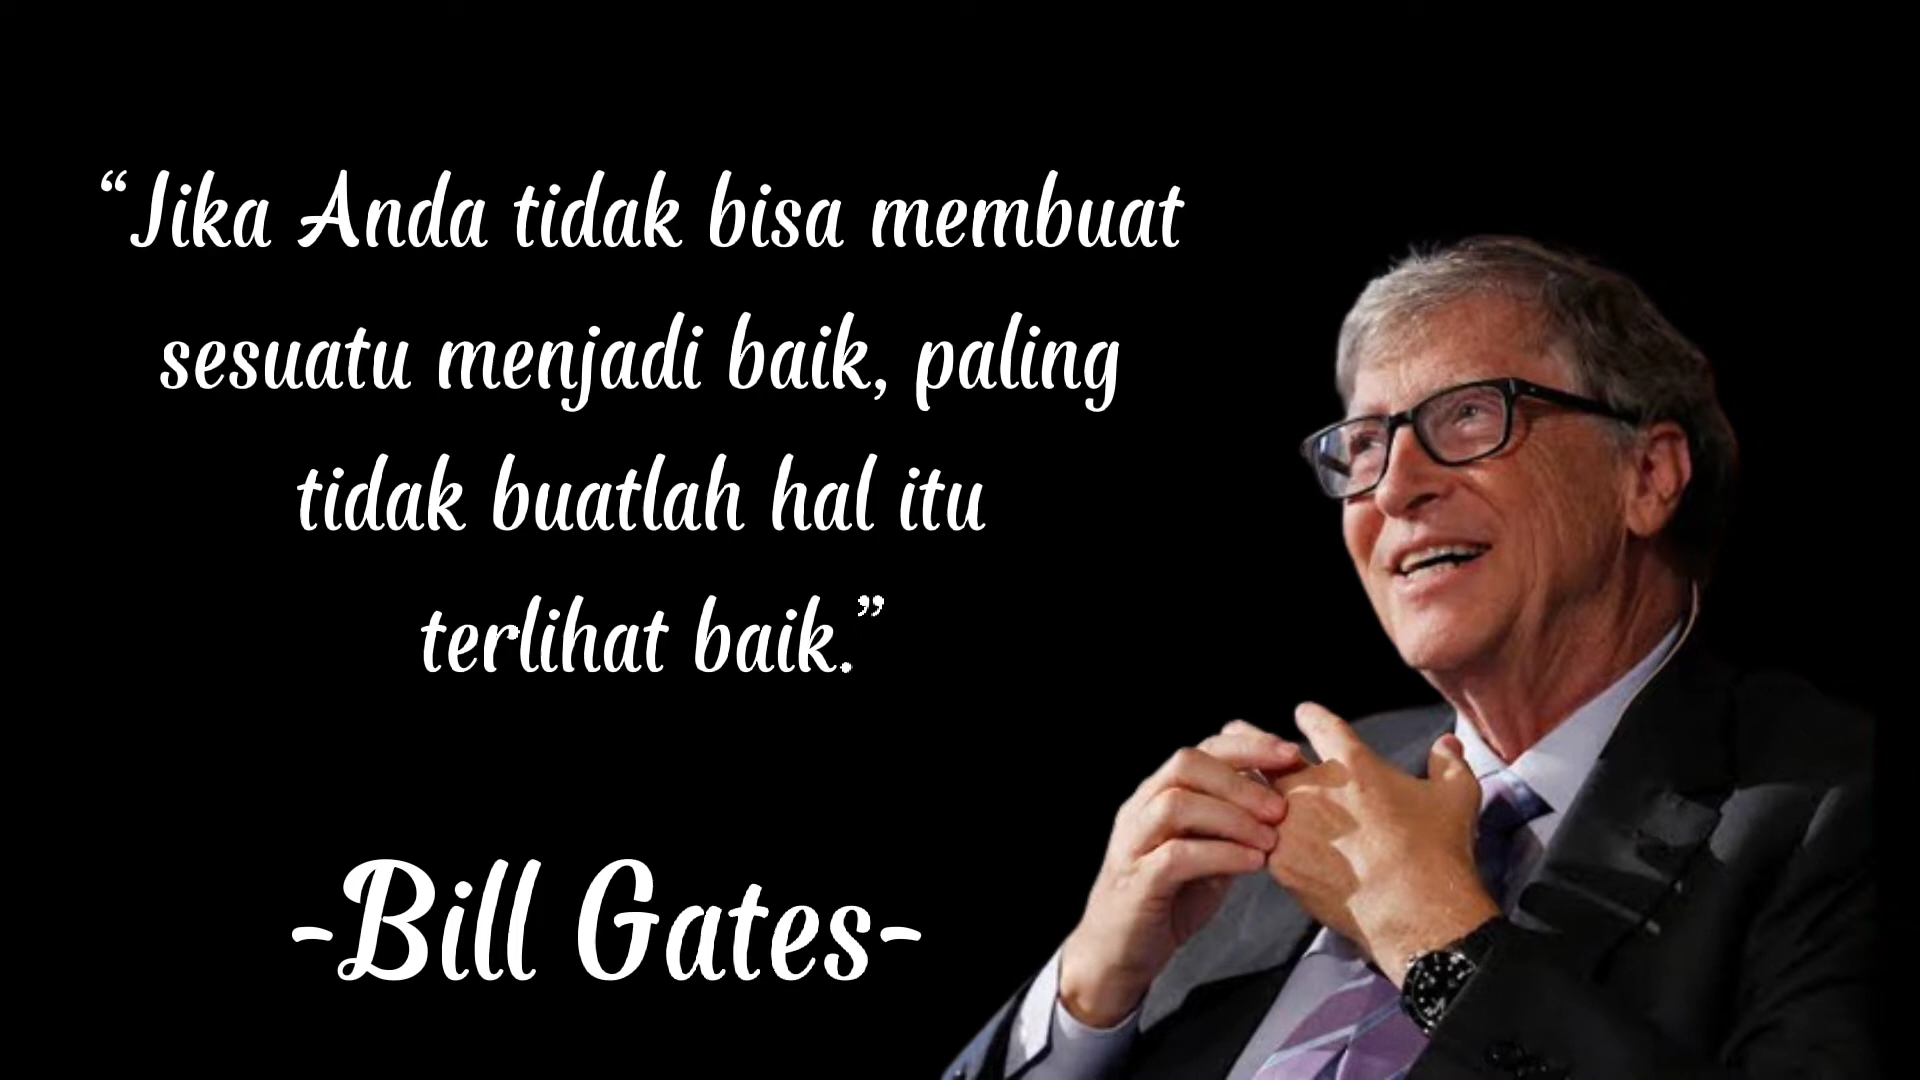 “Jika Anda tidak bisa membuat
sesuatu menjadi baik, paling
tidak buatlah hal itu
terlihat baik.”
-Bill Gates-